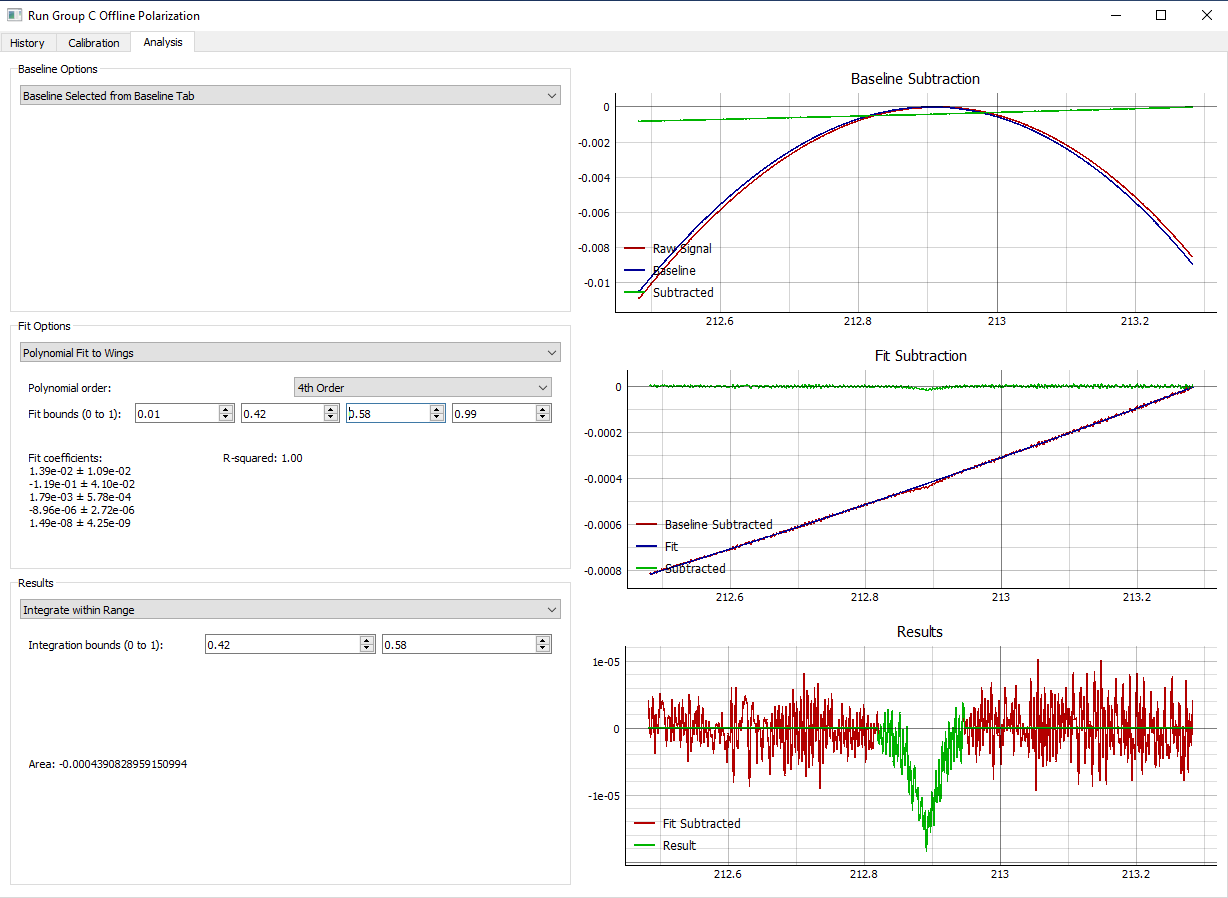 Run Group C Offline Polarization
History Calibration Analysis
Baseline Options
Baseline Selected from Baseline Tab
Fit Options
Polynomial Fit to Wings
Polynomial order: 4th Order
Fit bounds (0 to 1): 0.01 0.42 0.58 0.99
Fit coefficients: R-squared: 1.00
1.39e-02 ± 1.09e-02
-1.19e-01 ± 4.10e-02
1.79e-03 ± 5.78e-04
-8.96e-06 ± 2.72e-06
1.49e-08 ± 4.25e-09
Results
Integrate within Range
Integration bounds (0 to 1): 0.42 0.58
Area: -0.0004390828959150994
Baseline Subtraction
0
-0.002
-0.004
-0.006
-0.008
-0.01
Raw Signal
Baseline
Subtracted
212.6 212.8 213 213.2
Fit Subtraction
0
-0.0002
-0.0004
-0.0006
-0.0008
Baseline Subtracted
Fit
Subtracted
212.6 212.8 213 213.2
Results
1e-05
0
-1e-05
Fit Subtracted
Result
212.6 212.8 213 213.2